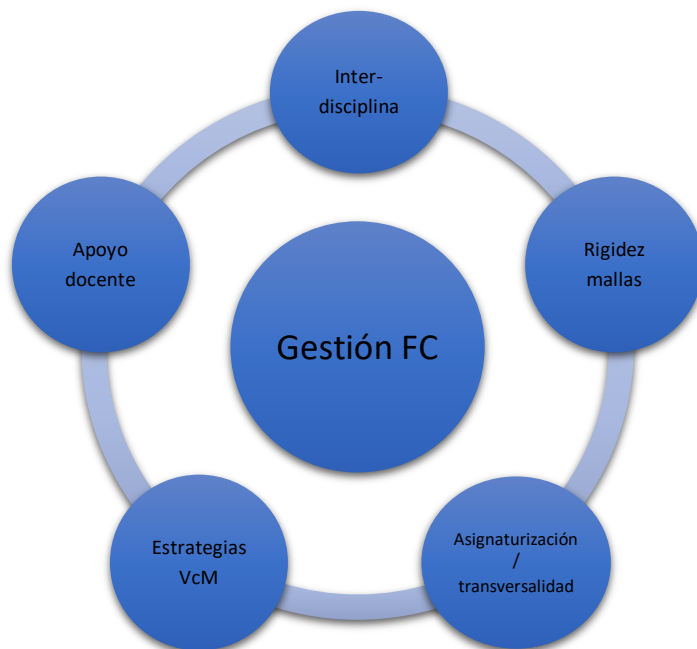 Inter-
disciplina
Apoyo
docente
Rigidez
mallas
Gestión FC
Estrategias
VcM
Asignaturización
/
transversalidad